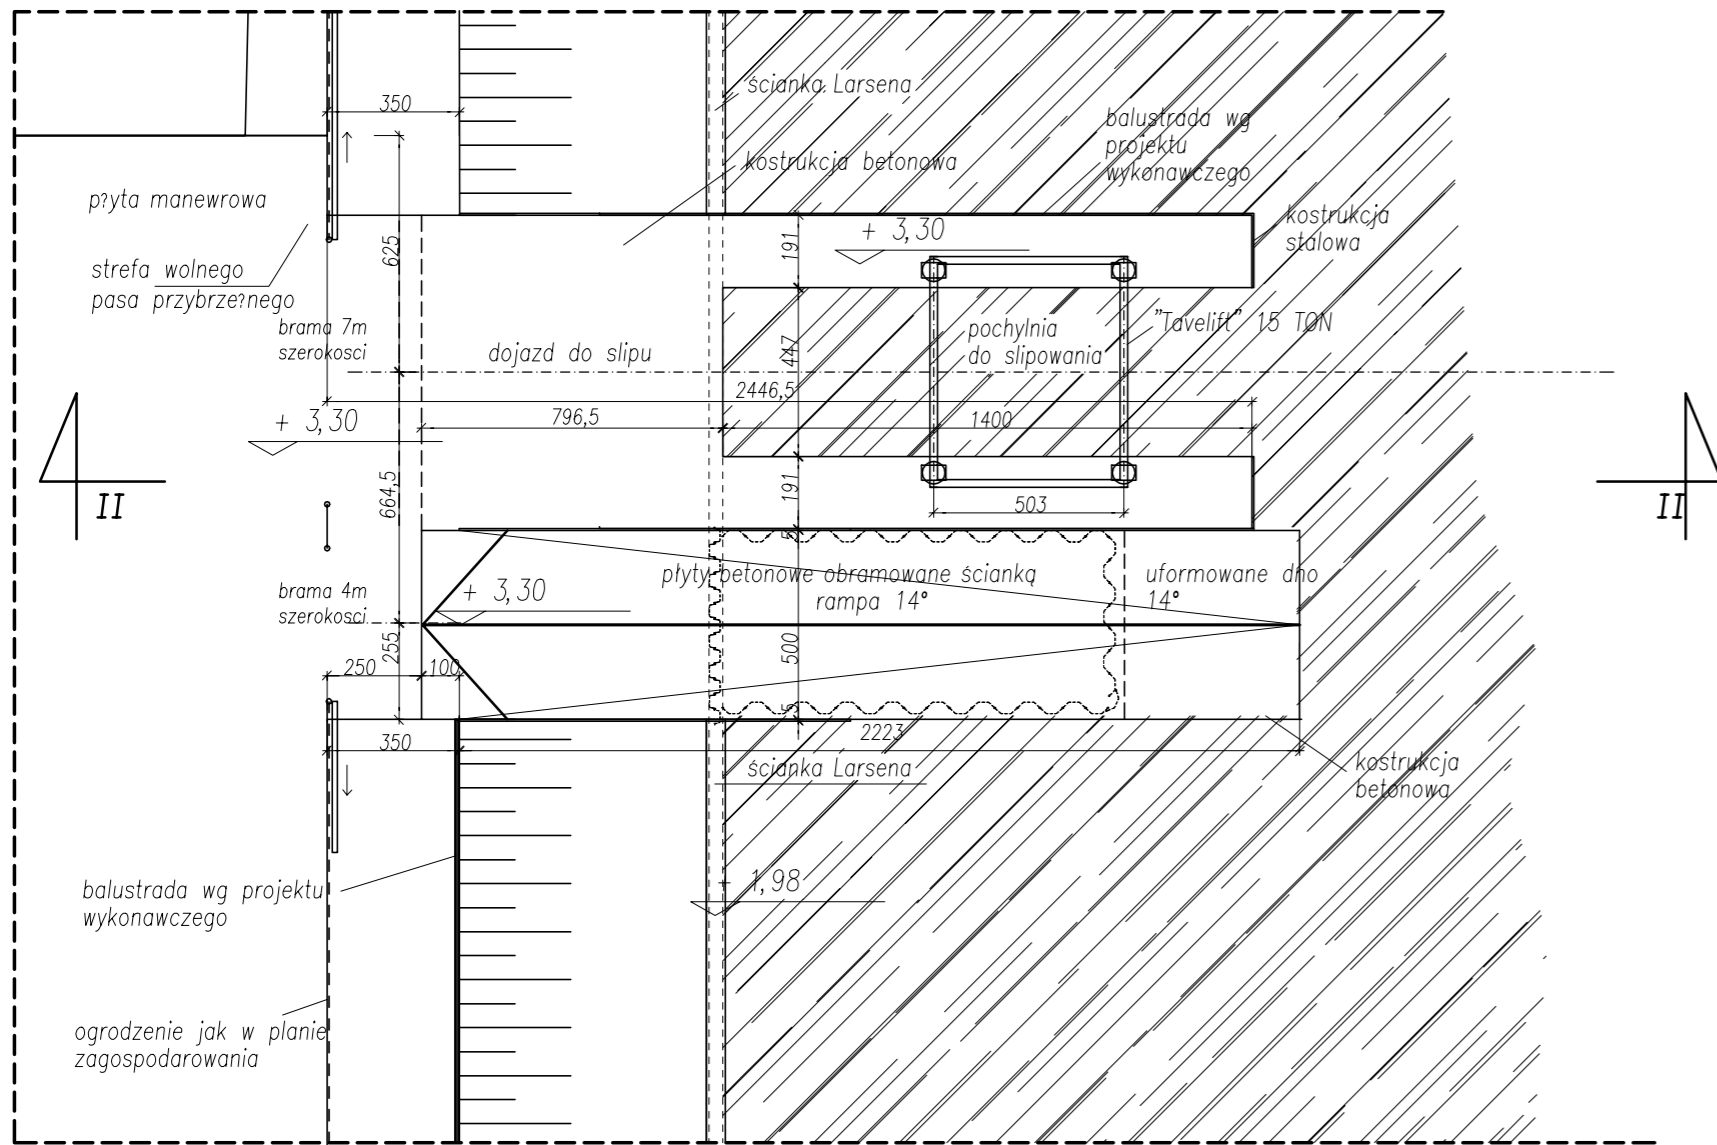 350
ścianka Larsena
balustrada wg
projektu
wykonawczego
kostrukcja betonowa
p?yta manewrowa
kostrukcja
stalowa
+ 3,30
191
625
strefa wolnego
pasa przybrze?nego
brama 7m
szerokosci
dojazd do slipu
447
pochylnia
do slipowania
"Tavelift" 15 TON
2446,5
+ 3,30
796,5
1400
664,5
191
503
II
II
5
brama 4m
szerokosci
+ 3,30
płyty betonowe obramowane ścianką
rampa 14°
uformowane dno
14°
255
500
250
100
5
350
2223
ścianka Larsena
kostrukcja
betonowa
balustrada wg projektu
wykonawczego
+ 1,98
ogrodzenie jak w planie
zagospodarowania